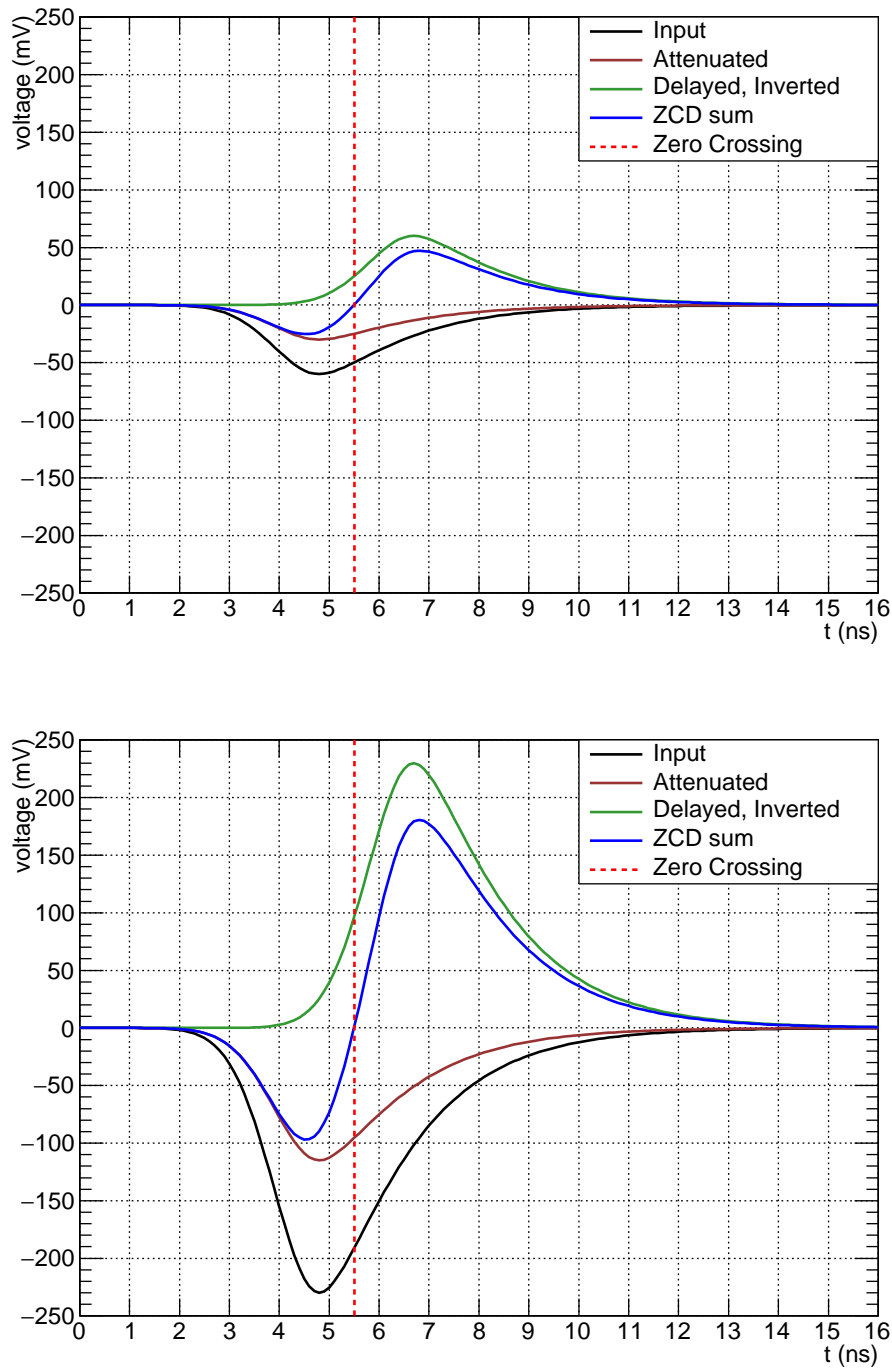 voltage (mV)
250
200
150
100
50
0
−50
−100
−150
−200
−250
Input
Attenuated
Delayed, Inverted
ZCD sum
Zero Crossing
0 1 2 3 4 5 6 7 8 9 10 11 12 13 14 15 16
t (ns)
voltage (mV)
250
200
150
100
50
0
−50
−100
−150
−200
−250
Input
Attenuated
Delayed, Inverted
ZCD sum
Zero Crossing
0 1 2 3 4 5 6 7 8 9 10 11 12 13 14 15 16
t (ns)